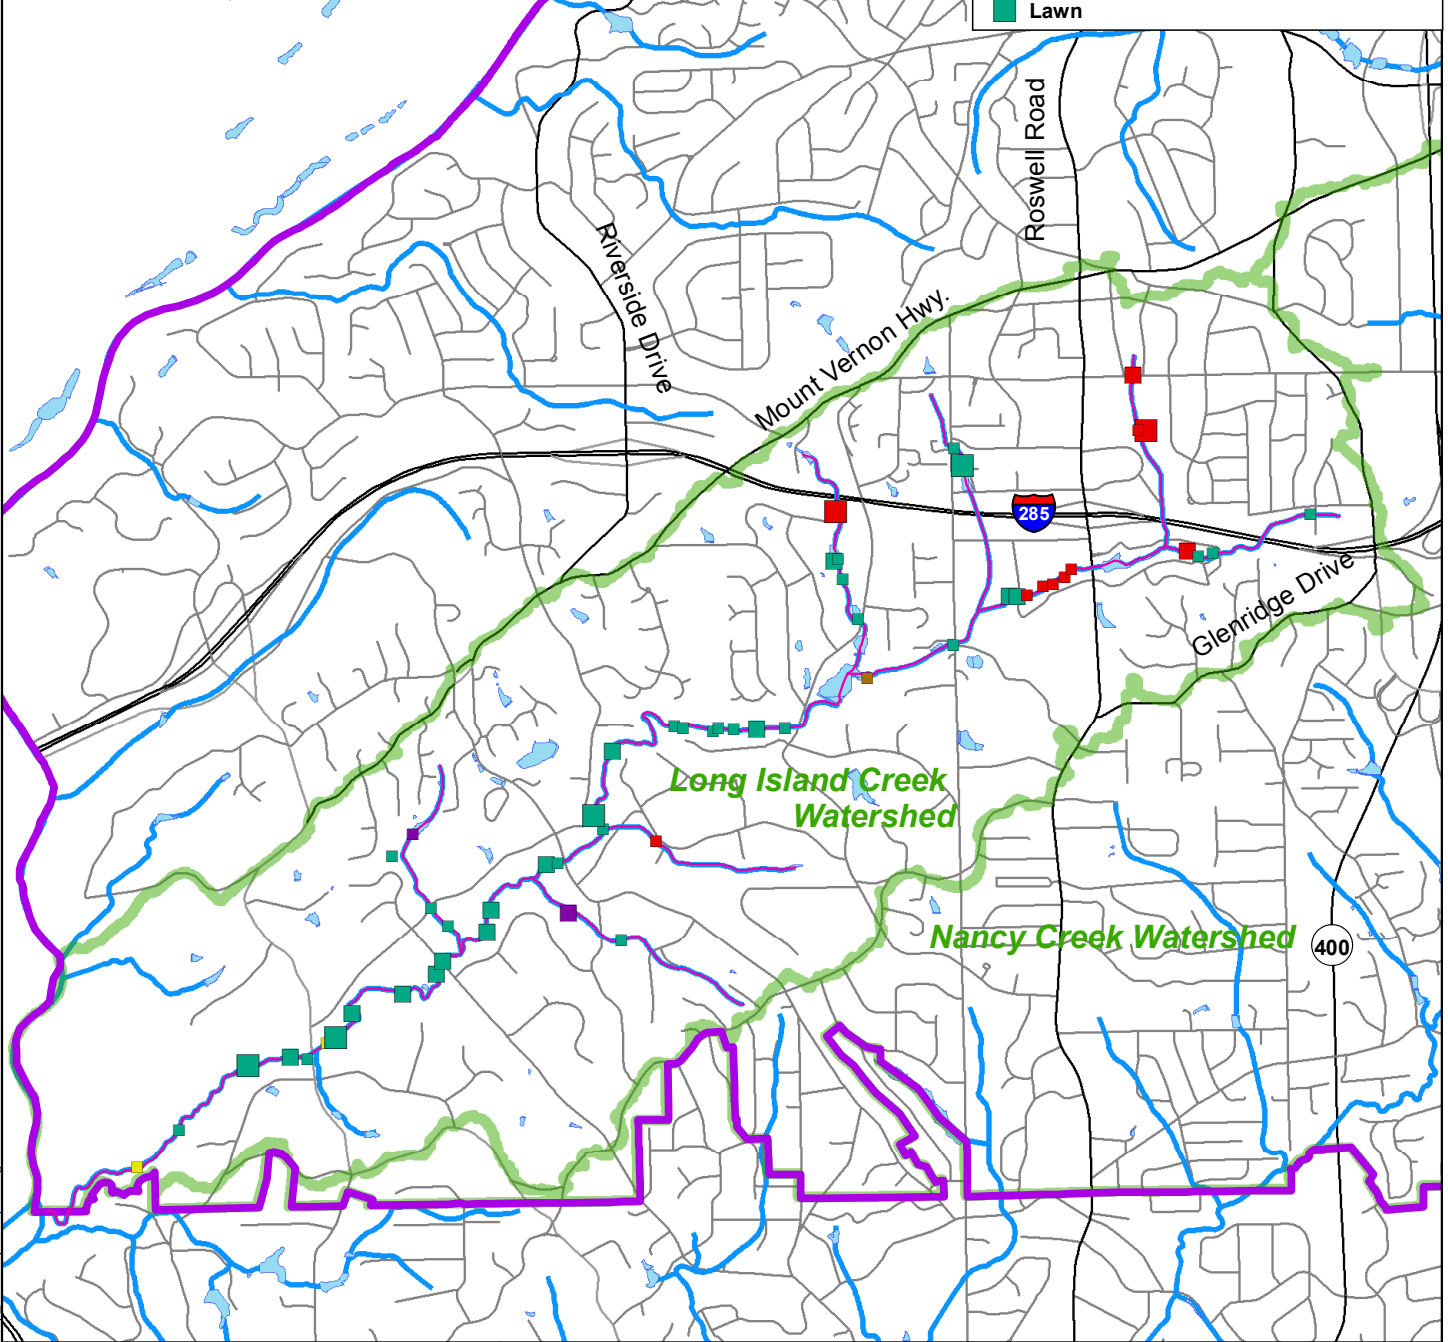 Lawn
Roswell Road
Riverside Drive
Mount Vernon Hwy.
285
Glenridge Drive
Long Island Creek
Watershed
Nancy Creek Watershed
400